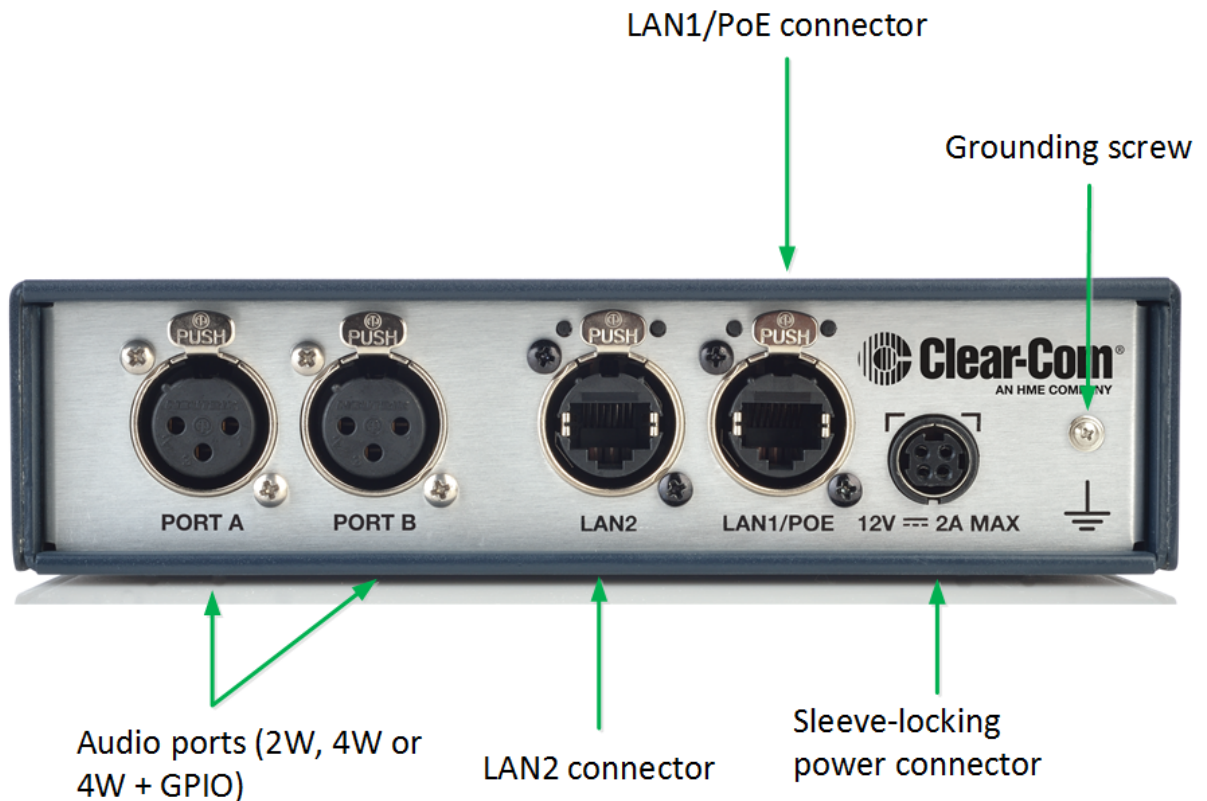 LAN1/PoE connector
Grounding screw
PUSH
PUSH
PUSH
PUSH
Clear-Com®
AN HME COMPANY
PORT A
PORT B
LAN2
LAN1/POE
12V ⎓ 2A MAX
Audio ports (2W, 4W or
4W + GPIO)
LAN2 connector
Sleeve-locking
power connector